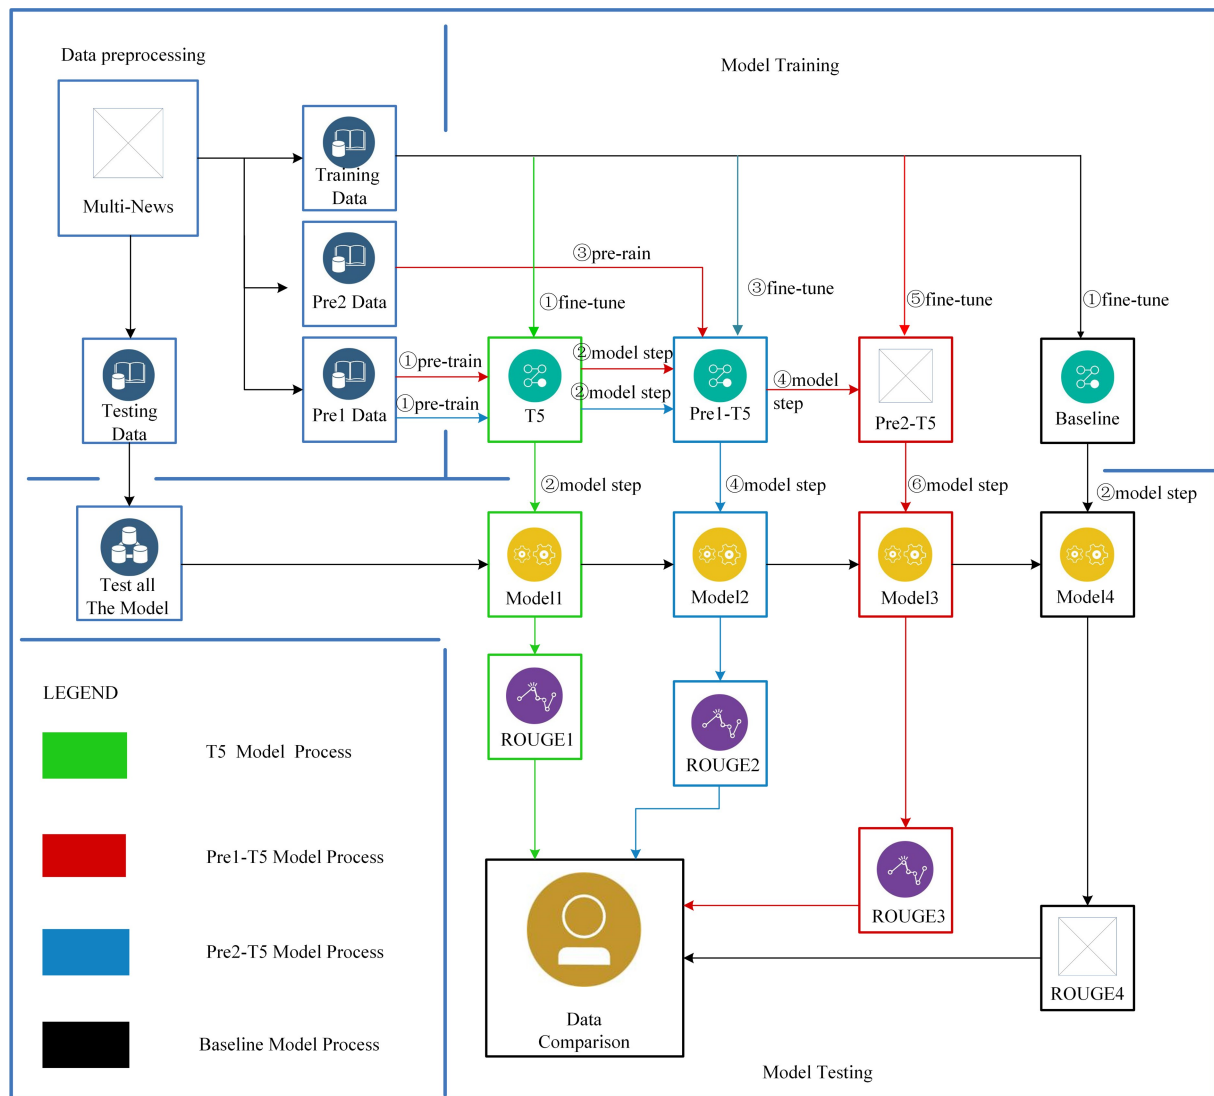 Data preprocessing
Model Training
Multi-News
Training
Data
Pre2 Data
Pre1 Data
Testing
Data
③pre-rain
①fine-tune
③fine-tune
⑤fine-tune
①fine-tune
①pre-train
①pre-train
②model step
②model step
④model
step
T5
Pre1-T5
Pre2-T5
Baseline
②model step
④model step
⑥model step
②model step
Test all
The Model
Model1
Model2
Model3
Model4
ROUGE1
ROUGE2
ROUGE3
ROUGE4
Data
Comparison
Model Testing
LEGEND
T5 Model Process
Pre1-T5 Model Process
Pre2-T5 Model Process
Baseline Model Process